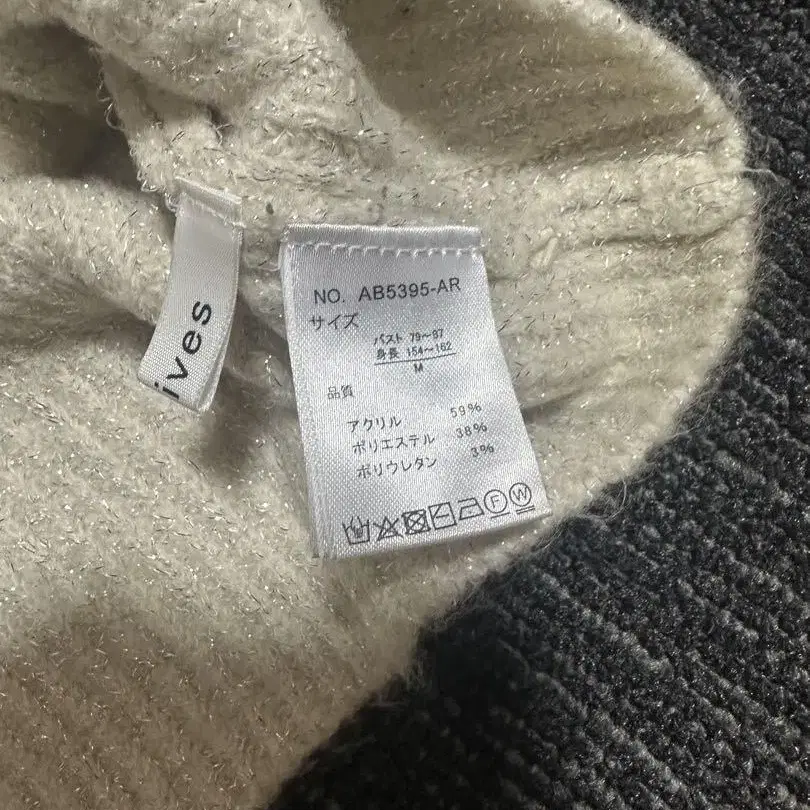 ives
NO. AB5395-AR
サイズ
バスト 79～87
身長 154～162
M
品質
アクリル 59%
ポリエステル 38%
ポリウレタン 3%
F W